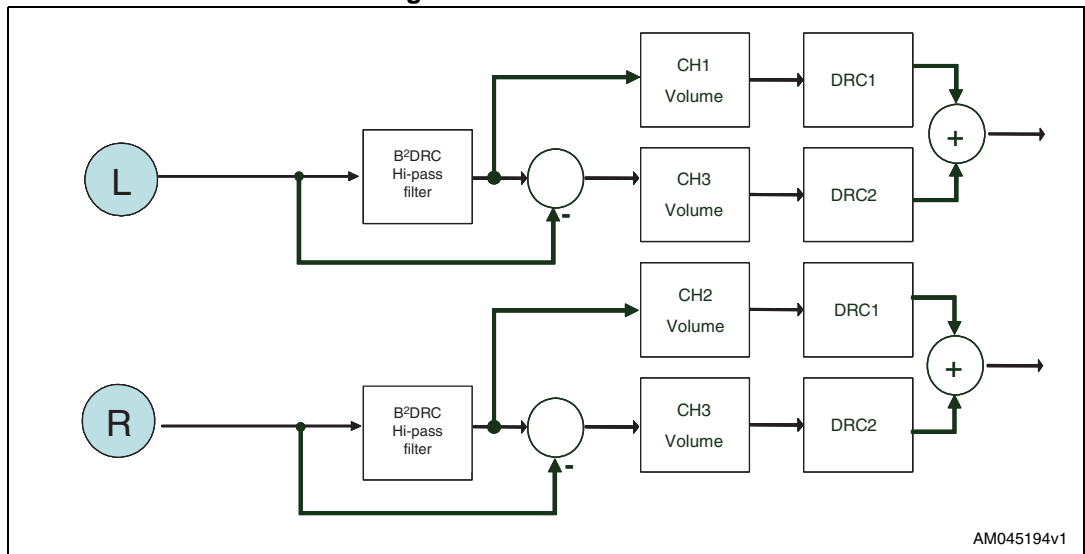 L
B²DRC
Hi-pass
filter
-
CH1
Volume
DRC1
CH3
Volume
DRC2
+
R
B²DRC
Hi-pass
filter
-
CH2
Volume
DRC1
CH3
Volume
DRC2
+
AM045194v1